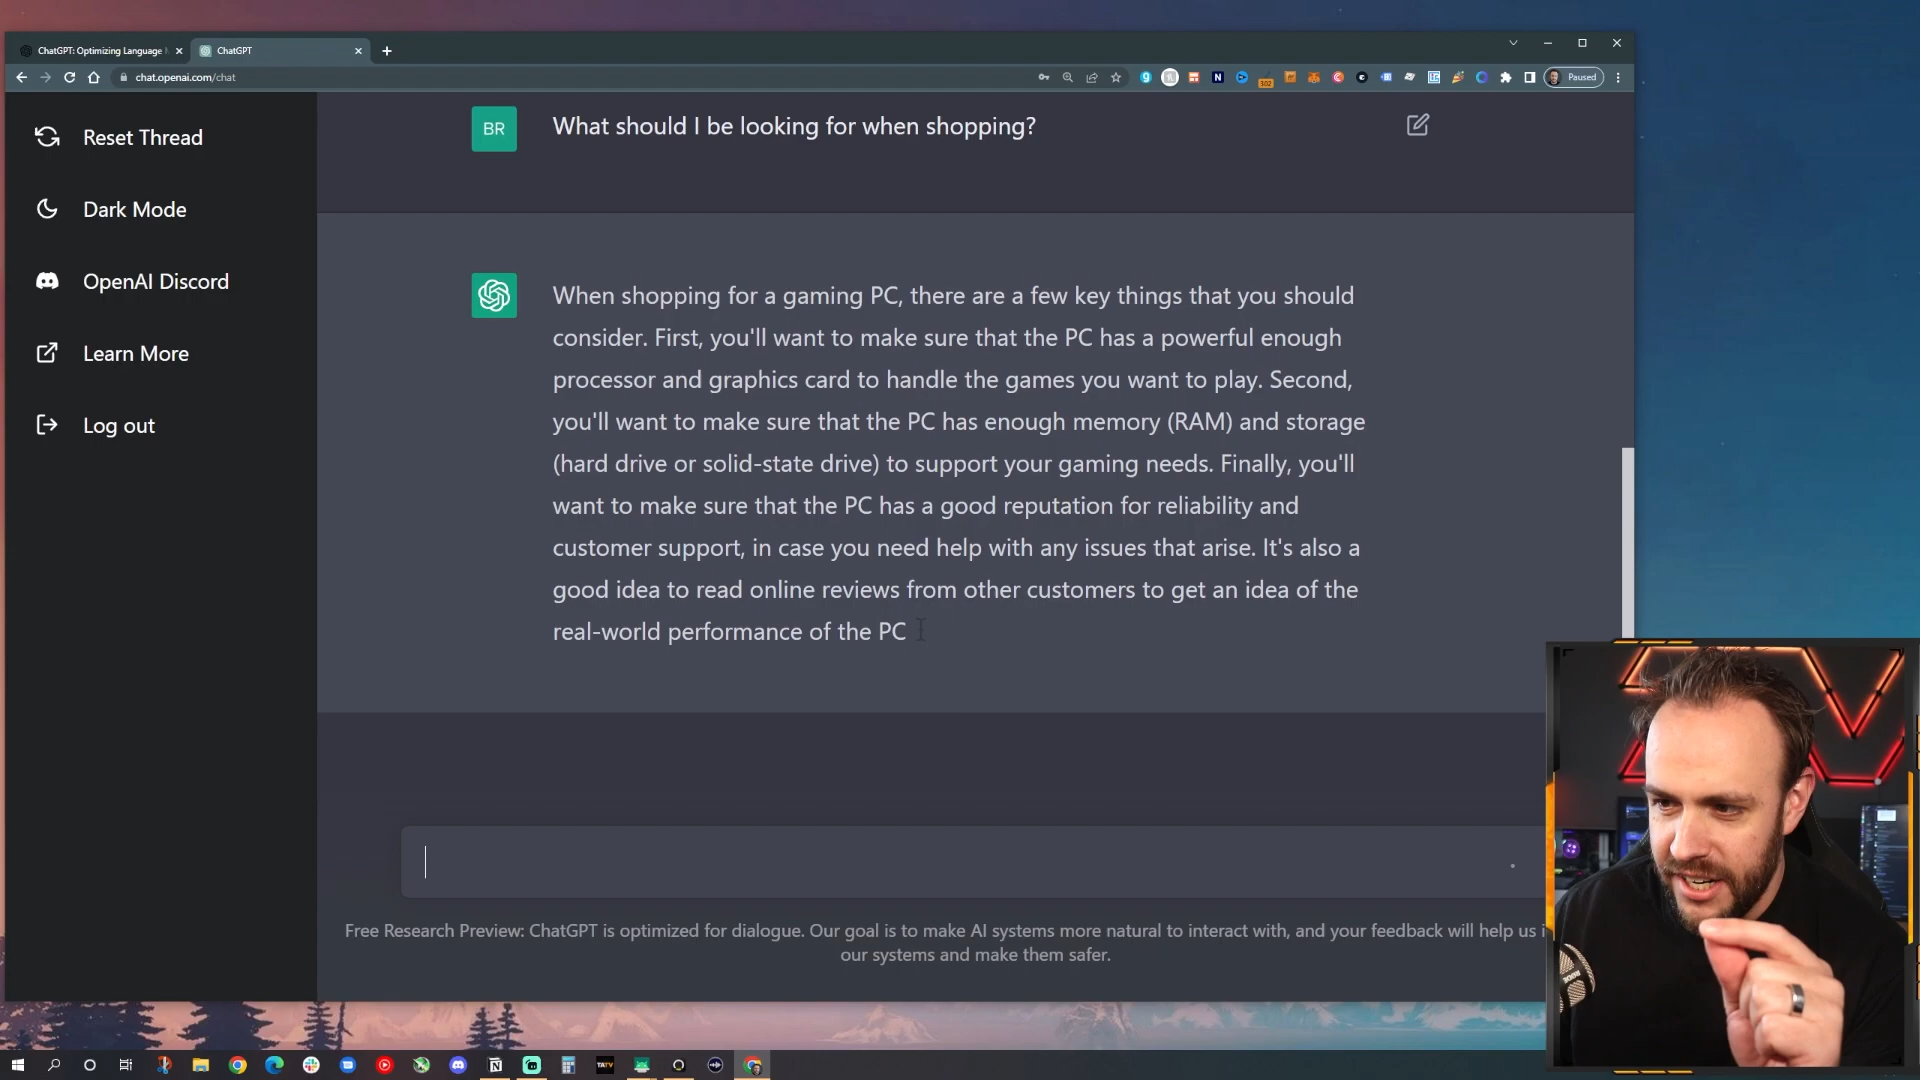 ChatGPT: Optimizing Language
ChatGPT
chat.openai.com/chat
302
Paused
Reset Thread
Dark Mode
OpenAI Discord
Learn More
Log out
BR
What should I be looking for when shopping?
When shopping for a gaming PC, there are a few key things that you should
consider. First, you'll want to make sure that the PC has a powerful enough
processor and graphics card to handle the games you want to play. Second,
you'll want to make sure that the PC has enough memory (RAM) and storage
(hard drive or solid-state drive) to support your gaming needs. Finally, you'll
want to make sure that the PC has a good reputation for reliability and
customer support, in case you need help with any issues that arise. It's also a
good idea to read online reviews from other customers to get an idea of the
real-world performance of the PC
Free Research Preview: ChatGPT is optimized for dialogue. Our goal is to make AI systems more natural to interact with, and your feedback will help us i
our systems and make them safer.
TATV